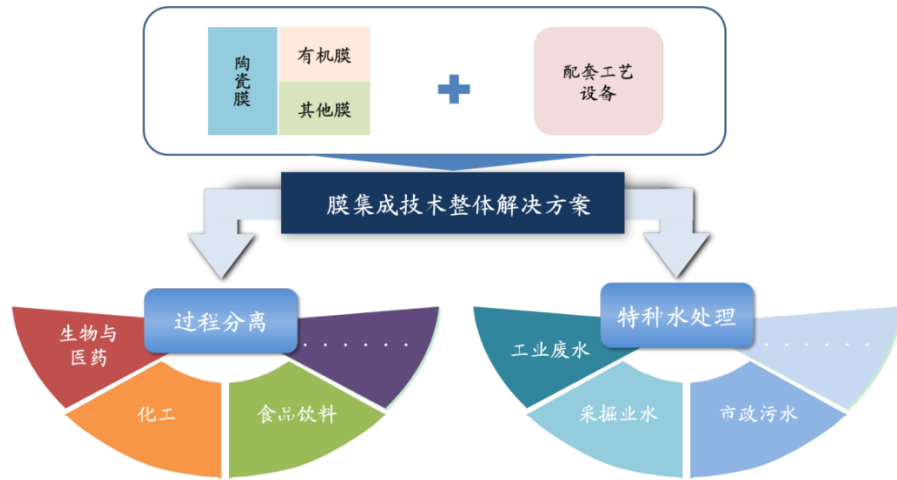 陶瓷膜
有机膜
其他膜
配套工艺
设备
膜集成技术整体解决方案
过程分离
生物与
医药
化工
食品饮料
......
特种水处理
工业废水
采掘业水
市政污水
......